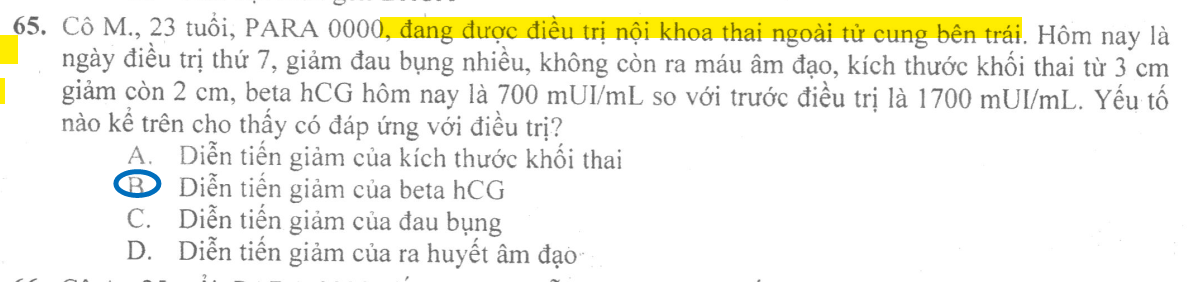 65. Cô M., 23 tuổi, PARA 0000, đang được điều trị nội khoa thai ngoài tử cung bên trái. Hôm nay là
ngày điều trị thứ 7, giảm đau bụng nhiều, không còn ra máu âm đạo, kích thước khối thai từ 3 cm
giảm còn 2 cm, beta hCG hôm nay là 700 mUI/mL so với trước điều trị là 1700 mUI/mL. Yếu tố
nào kể trên cho thấy có đáp ứng với điều trị?
A. Diễn tiến giảm của kích thước khối thai
B. Diễn tiến giảm của beta hCG
C. Diễn tiến giảm của đau bụng
D. Diễn tiến giảm của ra huyết âm đạo